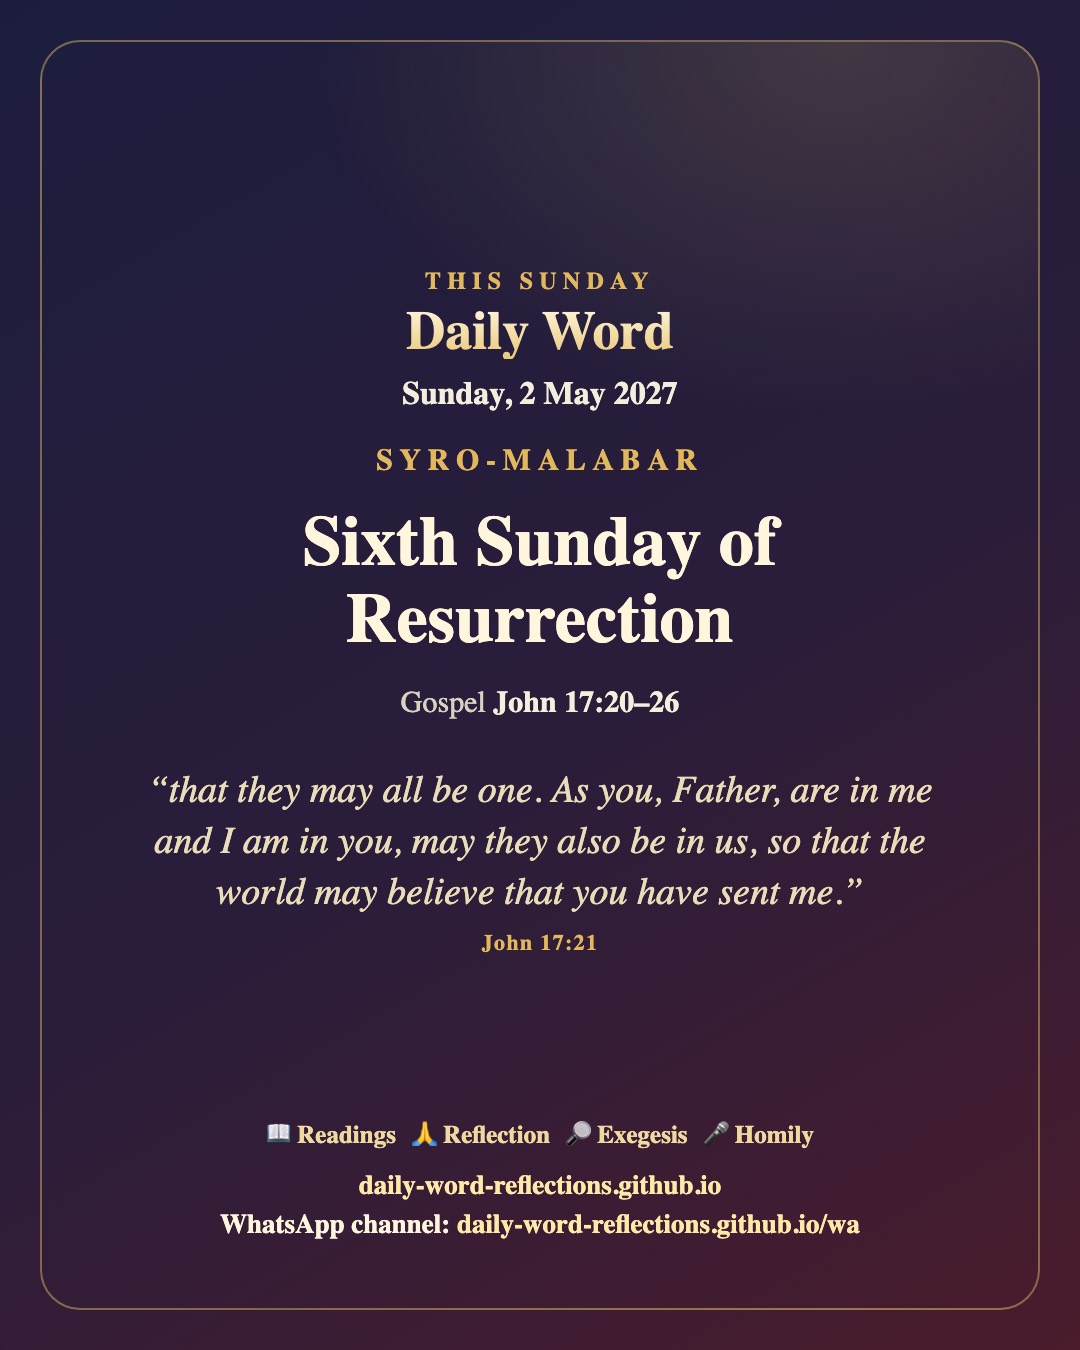 THIS SUNDAY
Daily Word
Sunday, 2 May 2027
SYRO-MALABAR
Sixth Sunday of
Resurrection
Gospel John 17:20–26
“that they may all be one. As you, Father, are in me
and I am in you, may they also be in us, so that the
world may believe that you have sent me.”
John 17:21
📖 Readings 🙏 Reflection 🔎 Exegesis 🎤 Homily
daily-word-reflections.github.io
WhatsApp channel: daily-word-reflections.github.io/wa